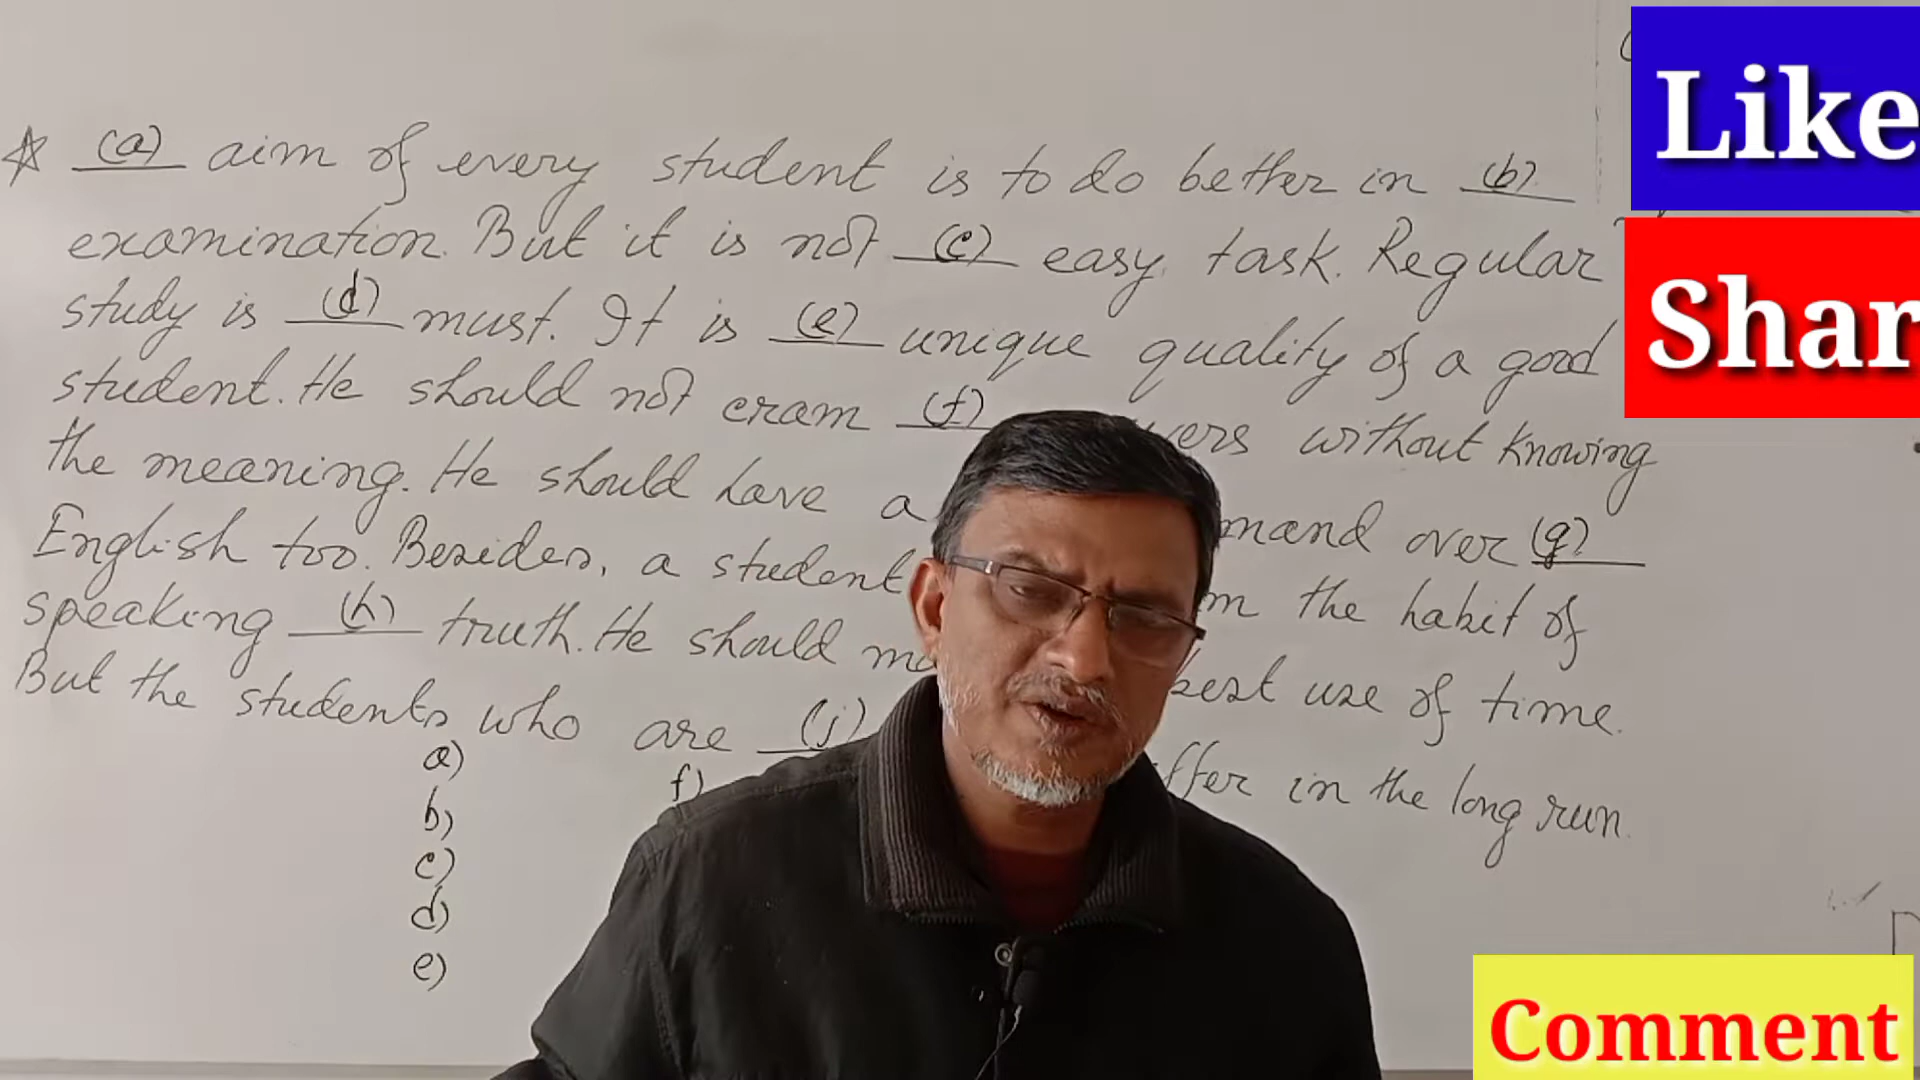 ☆ (a) aim of every student is to do better in (b)
examination. But it is not (c) easy task. Regular
study is (d) must. It is (e) unique quality of a good
student. He should not cram (f) without knowing
the meaning. He should have a over (g)
English too. Besides, a student the habit of
speaking (h) truth. He should best use of time.
But the students who are (j) in the long run.
a)
b)
c)
d)
e)
f)
Like
Shar
Comment